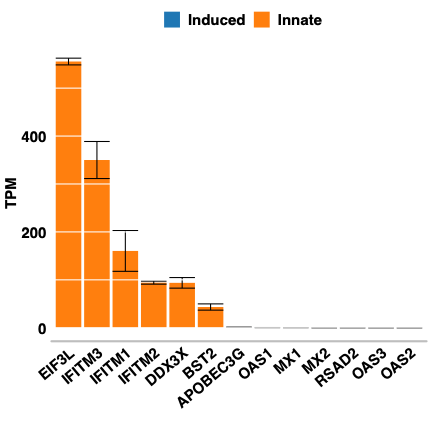 Induced Innate
TPM
400
200
0
EIF3L IFITM3 IFITM1 IFITM2 DDX3X BST2 APOBEC3G OAS1 MX1 MX2 RSAD2 OAS3 OAS2